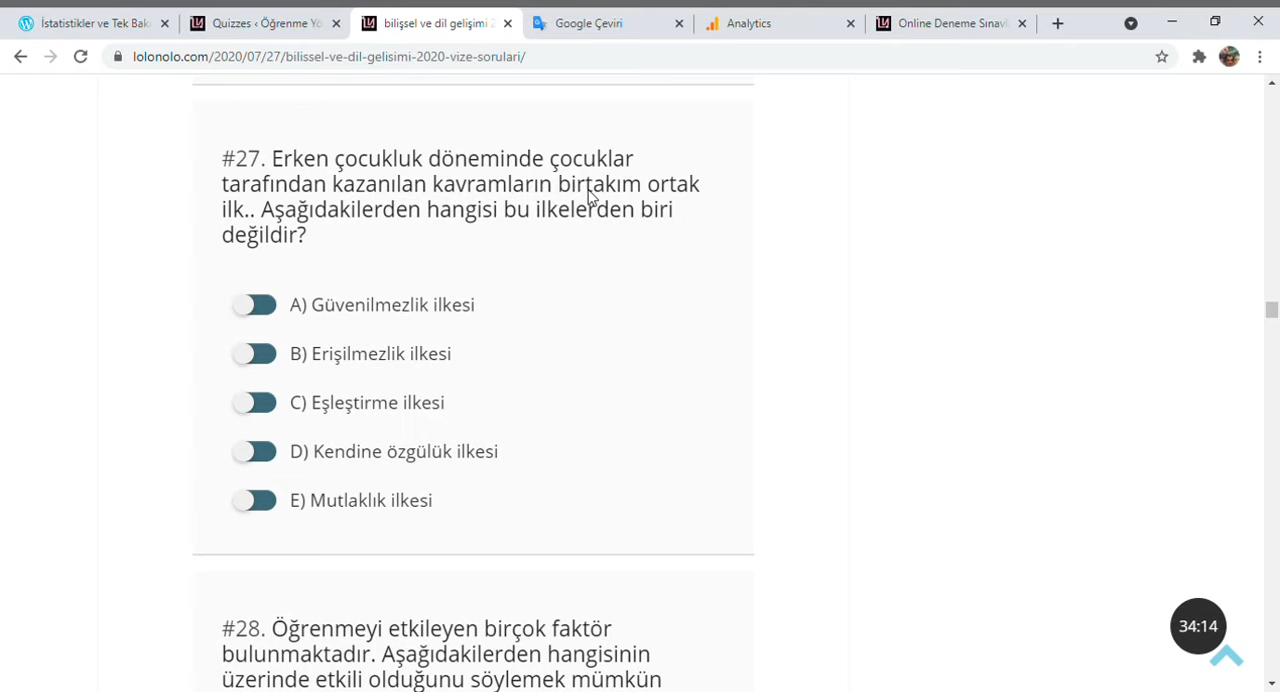 İstatistikler ve Tek Bak
Quizzes ‹ Öğrenme Yö
bilişsel ve dil gelişimi 2
Google Çeviri
Analytics
Online Deneme Sınavl
lolonolo.com/2020/07/27/bilissel-ve-dil-gelisimi-2020-vize-sorulari/
#27. Erken çocukluk döneminde çocuklar
tarafından kazanılan kavramların birtakım ortak
ilk.. Aşağıdakilerden hangisi bu ilkelerden biri
değildir?
A) Güvenilmezlik ilkesi
B) Erişilmezlik ilkesi
C) Eşleştirme ilkesi
D) Kendine özgülük ilkesi
E) Mutlaklık ilkesi
#28. Öğrenmeyi etkileyen birçok faktör
bulunmaktadır. Aşağıdakilerden hangisinin
üzerinde etkili olduğunu söylemek mümkün
34:14